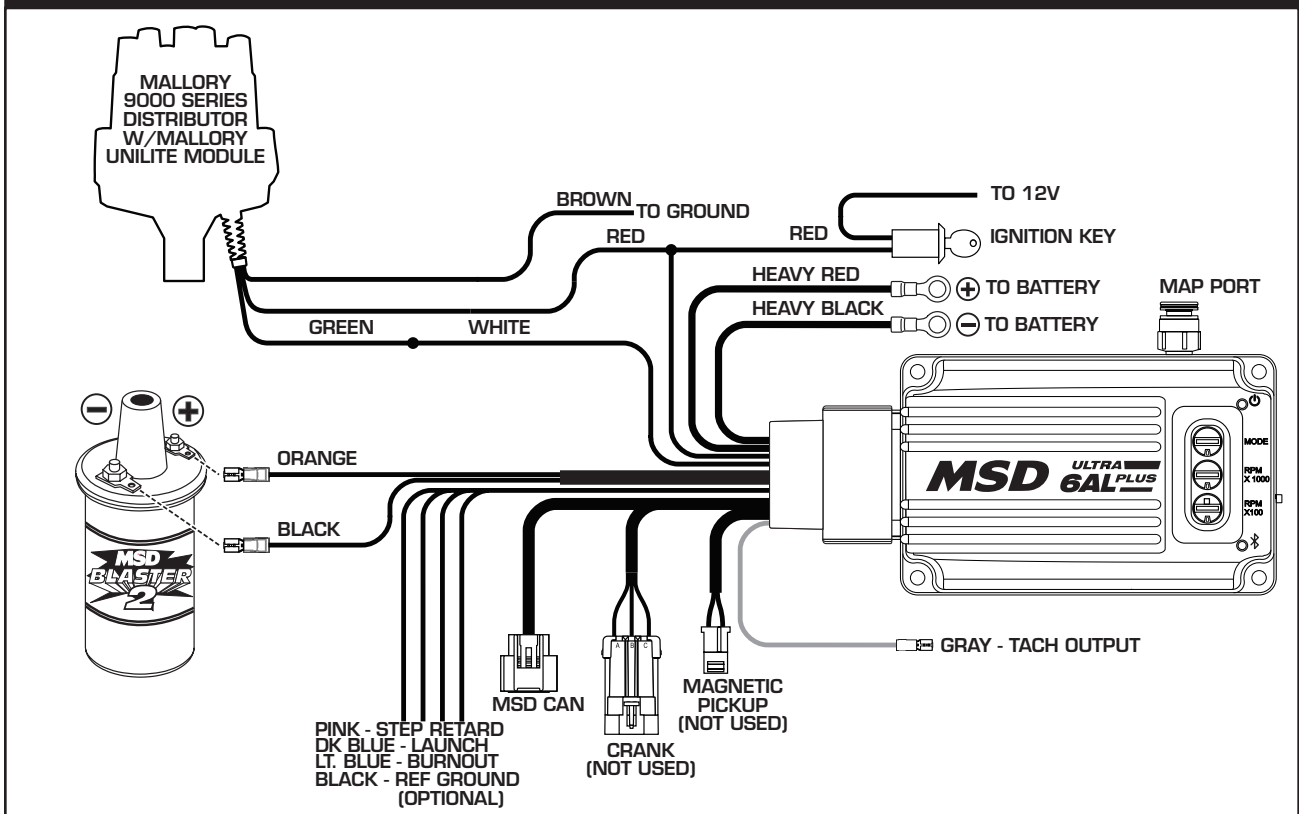 MALLORY
9000 SERIES
DISTRIBUTOR
W/MALLORY
UNILITE MODULE
BROWN
TO GROUND
TO 12V
RED
RED
IGNITION KEY
HEAVY RED
+ TO BATTERY
HEAVY BLACK
- TO BATTERY
MAP PORT
GREEN
WHITE
- +
ORANGE
BLACK
MSD
BLASTER
2
MSD ULTRA 6AL PLUS
MODE
RPM
X 1000
RPM
X100
GRAY - TACH OUTPUT
MSD CAN
A B C
CRANK
(NOT USED)
MAGNETIC
PICKUP
(NOT USED)
PINK - STEP RETARD
DK BLUE - LAUNCH
LT. BLUE - BURNOUT
BLACK - REF GROUND
(OPTIONAL)